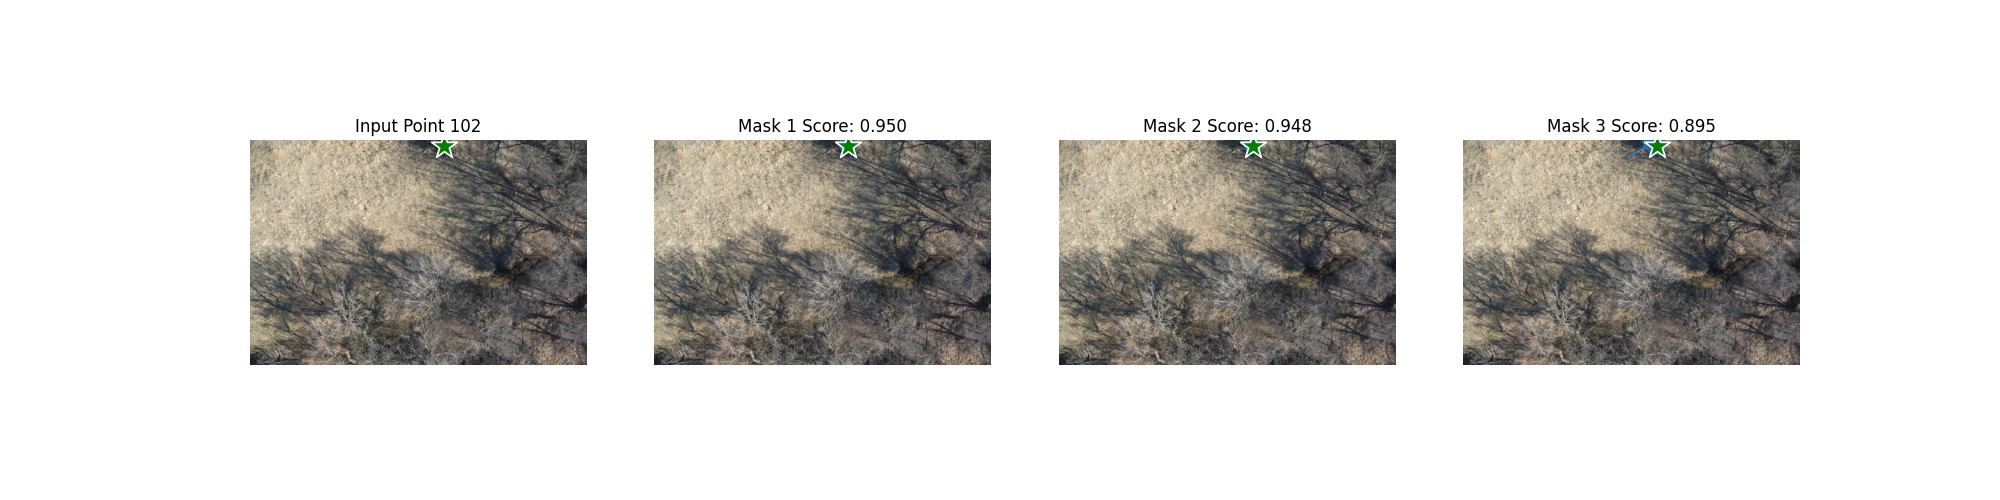 Input Point 102
Mask 1 Score: 0.950
Mask 2 Score: 0.948
Mask 3 Score: 0.895